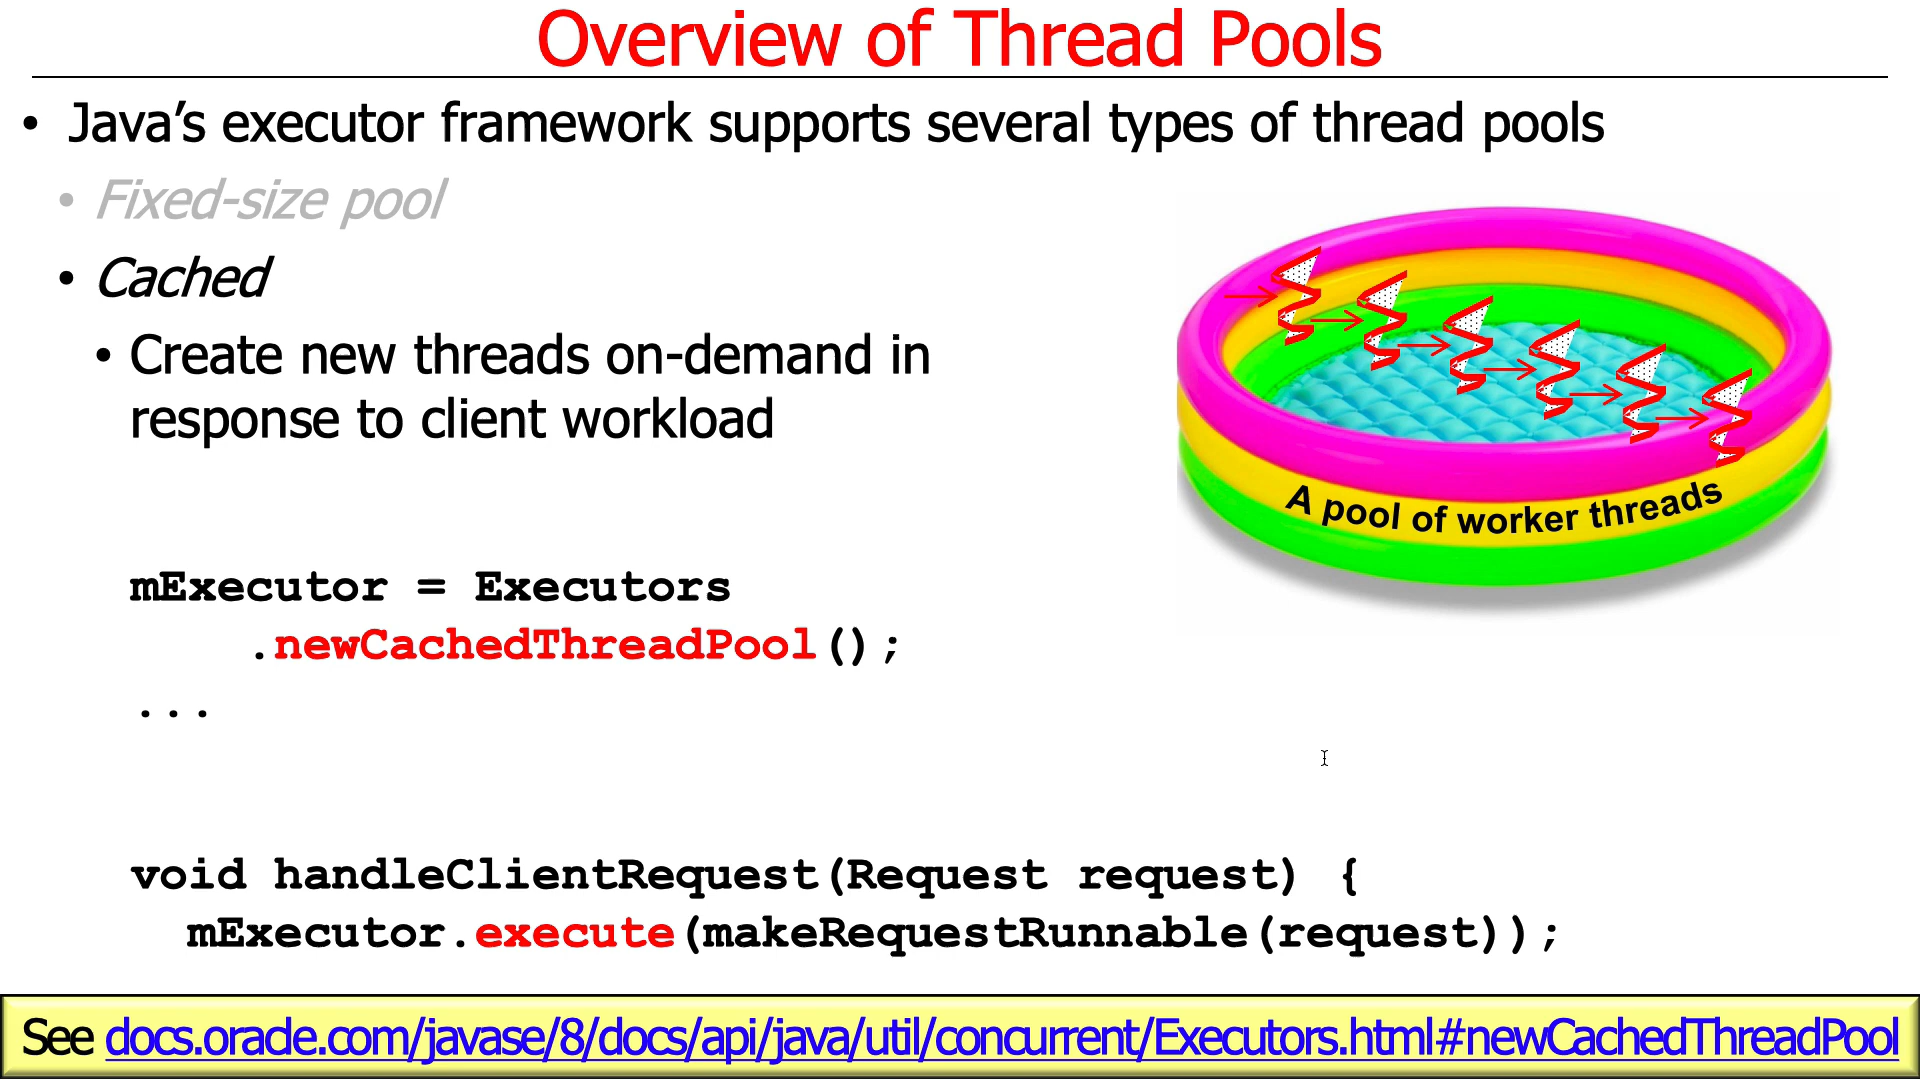 Overview of Thread Pools
• Java’s executor framework supports several types of thread pools
• Fixed-size pool
• Cached
• Create new threads on-demand in
response to client workload
A pool of worker threads
mExecutor = Executors
.newCachedThreadPool();
...
void handleClientRequest(Request request) {
mExecutor.execute(makeRequestRunnable(request));
See docs.oracle.com/javase/8/docs/api/java/util/concurrent/Executors.html#newCachedThreadPool